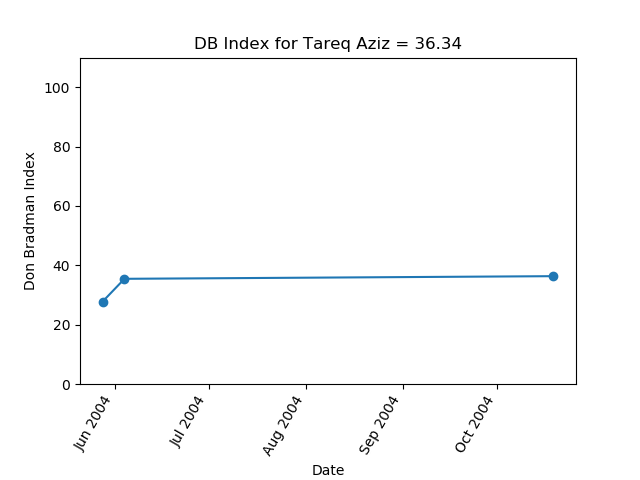 DB Index for Tareq Aziz = 36.34
100
80
60
40
20
0
Don Bradman Index
Jun 2004
Jul 2004
Aug 2004
Sep 2004
Oct 2004
Date